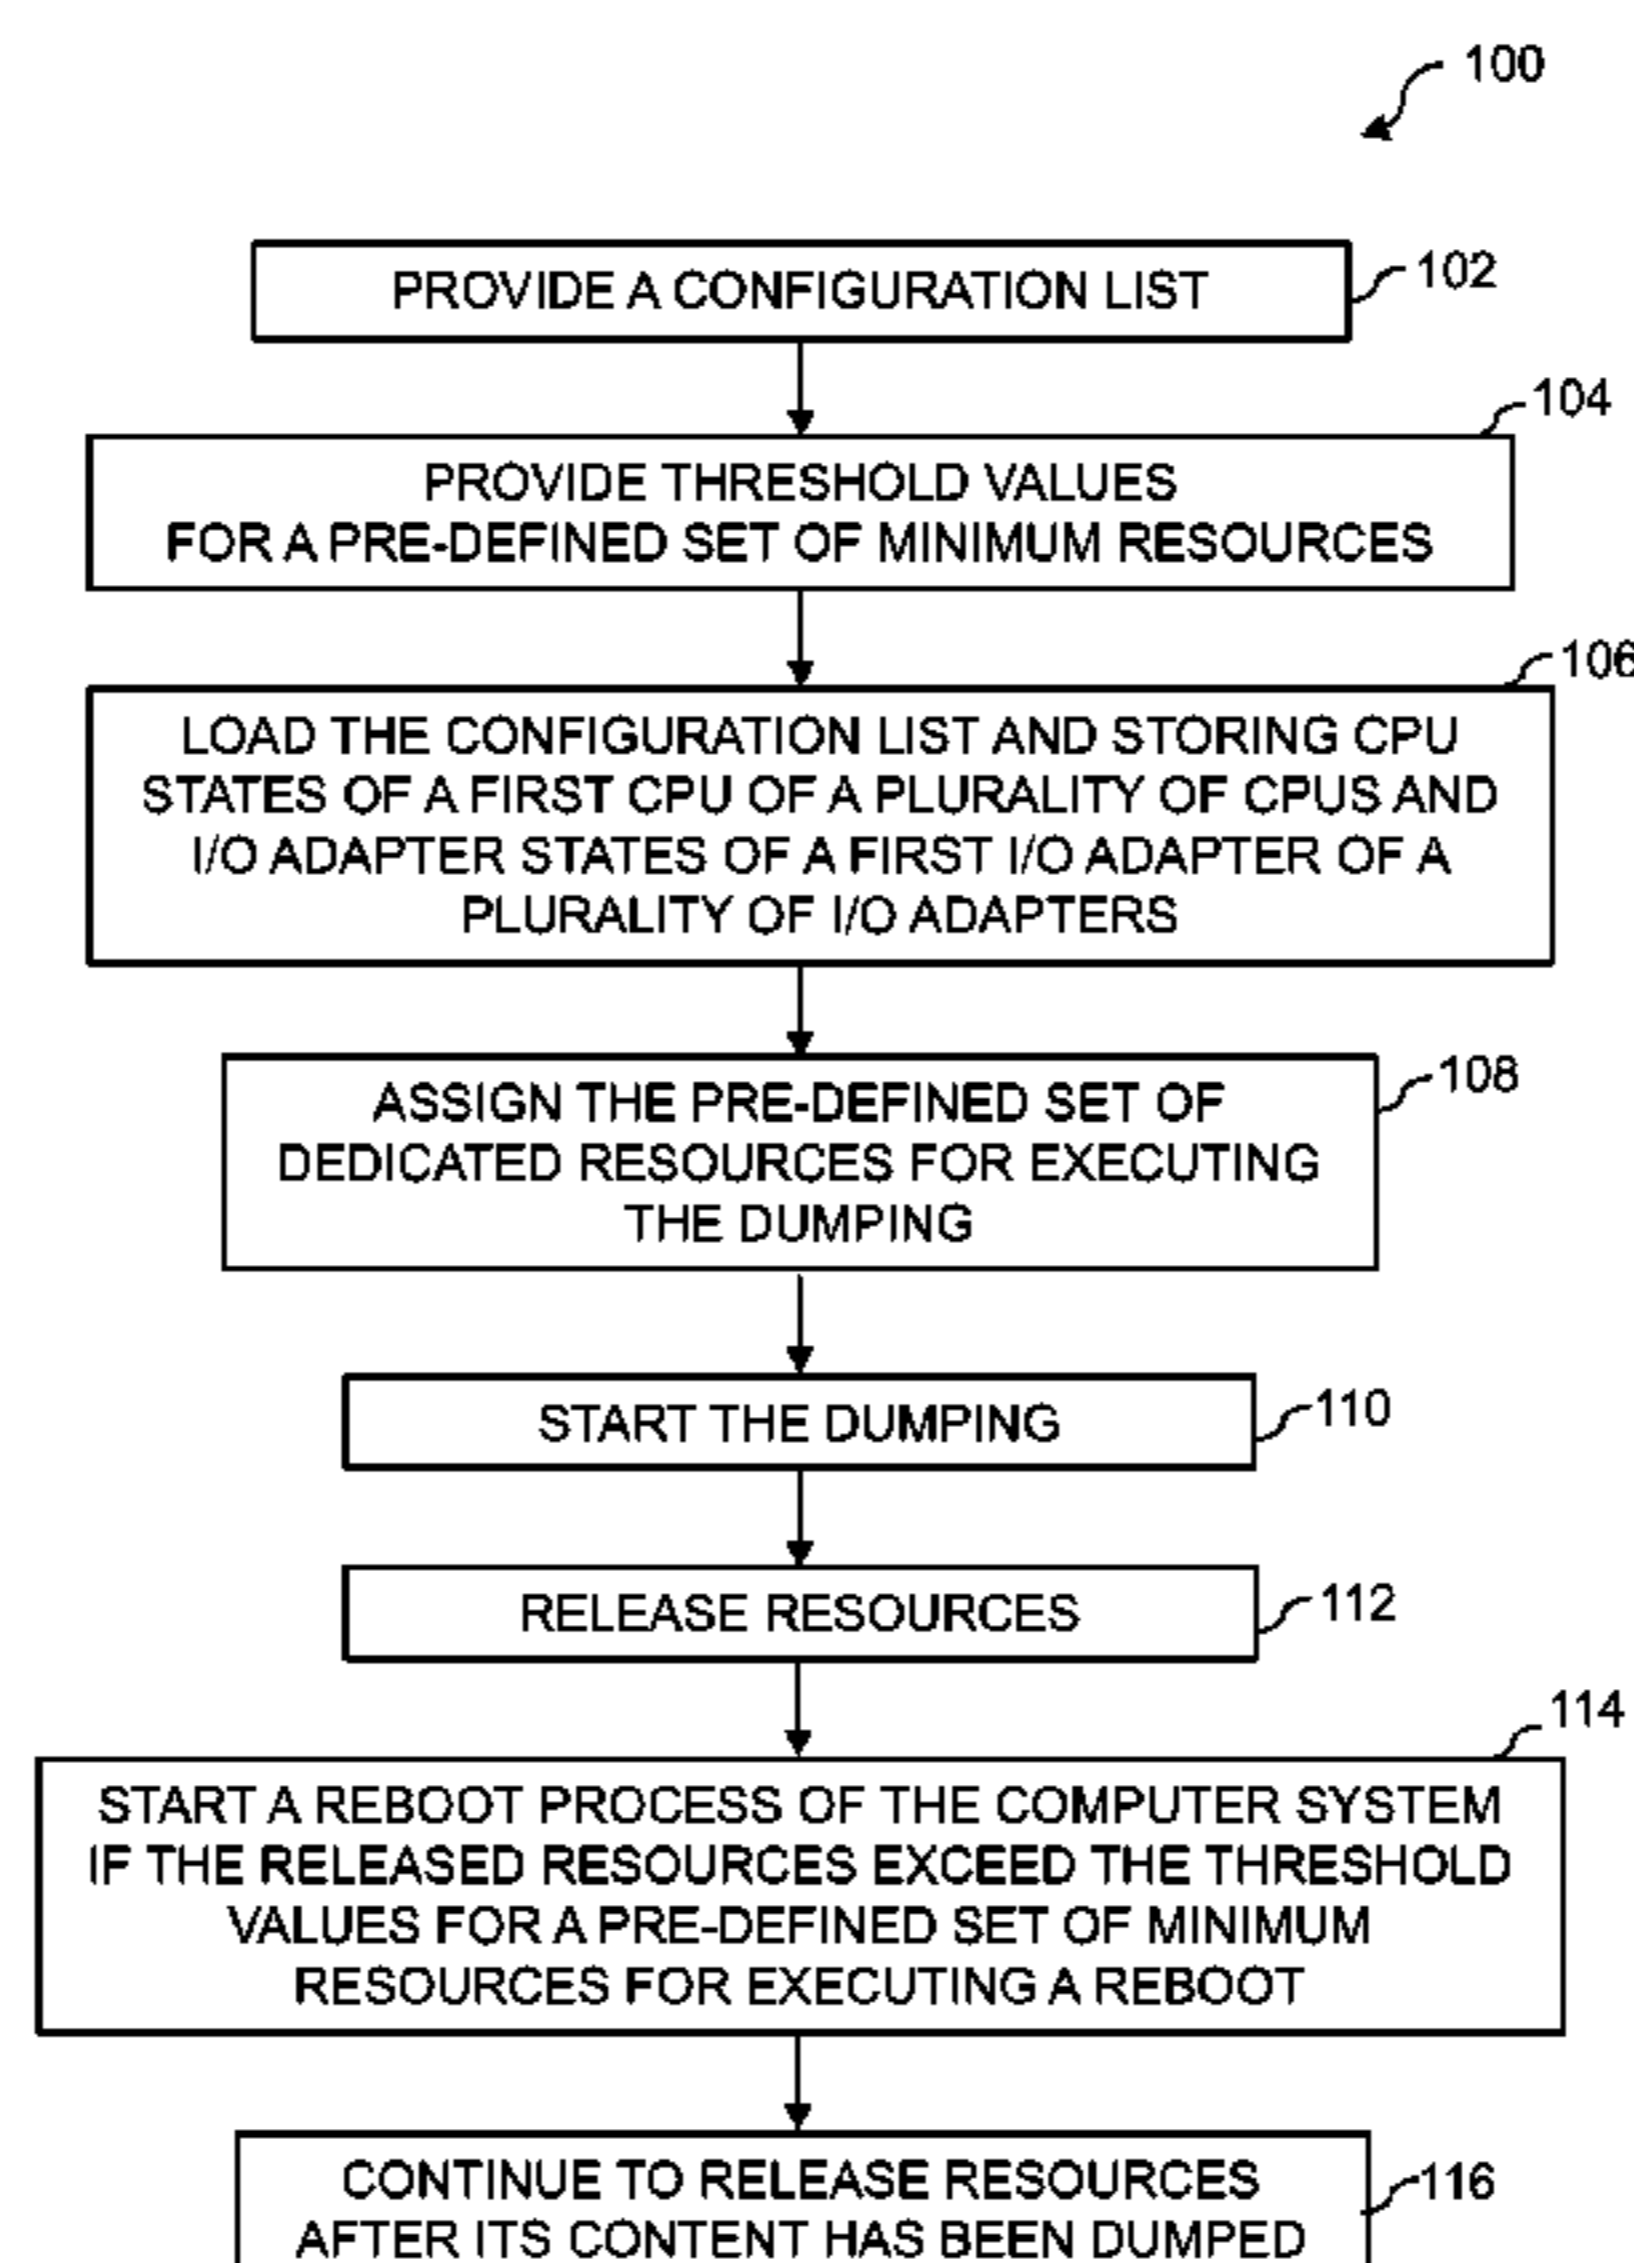 100
PROVIDE A CONFIGURATION LIST
102
104
PROVIDE THRESHOLD VALUES
FOR A PRE-DEFINED SET OF MINIMUM RESOURCES
106
LOAD THE CONFIGURATION LIST AND STORING CPU
STATES OF A FIRST CPU OF A PLURALITY OF CPUS AND
I/O ADAPTER STATES OF A FIRST I/O ADAPTER OF A
PLURALITY OF I/O ADAPTERS
108
ASSIGN THE PRE-DEFINED SET OF
DEDICATED RESOURCES FOR EXECUTING
THE DUMPING
START THE DUMPING
110
RELEASE RESOURCES
112
114
START A REBOOT PROCESS OF THE COMPUTER SYSTEM
IF THE RELEASED RESOURCES EXCEED THE THRESHOLD
VALUES FOR A PRE-DEFINED SET OF MINIMUM
RESOURCES FOR EXECUTING A REBOOT
CONTINUE TO RELEASE RESOURCES
116
AFTER ITS CONTENT HAS BEEN DUMPED